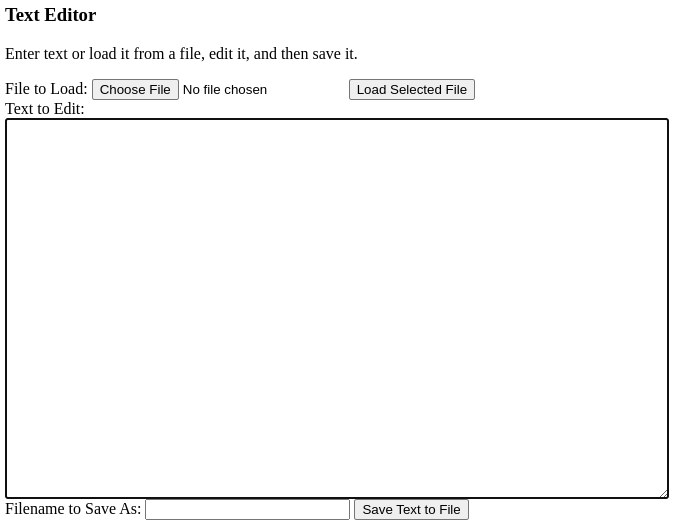 Text Editor
Enter text or load it from a file, edit it, and then save it.
File to Load: Choose File No file chosen Load Selected File
Text to Edit:
Filename to Save As: Save Text to File